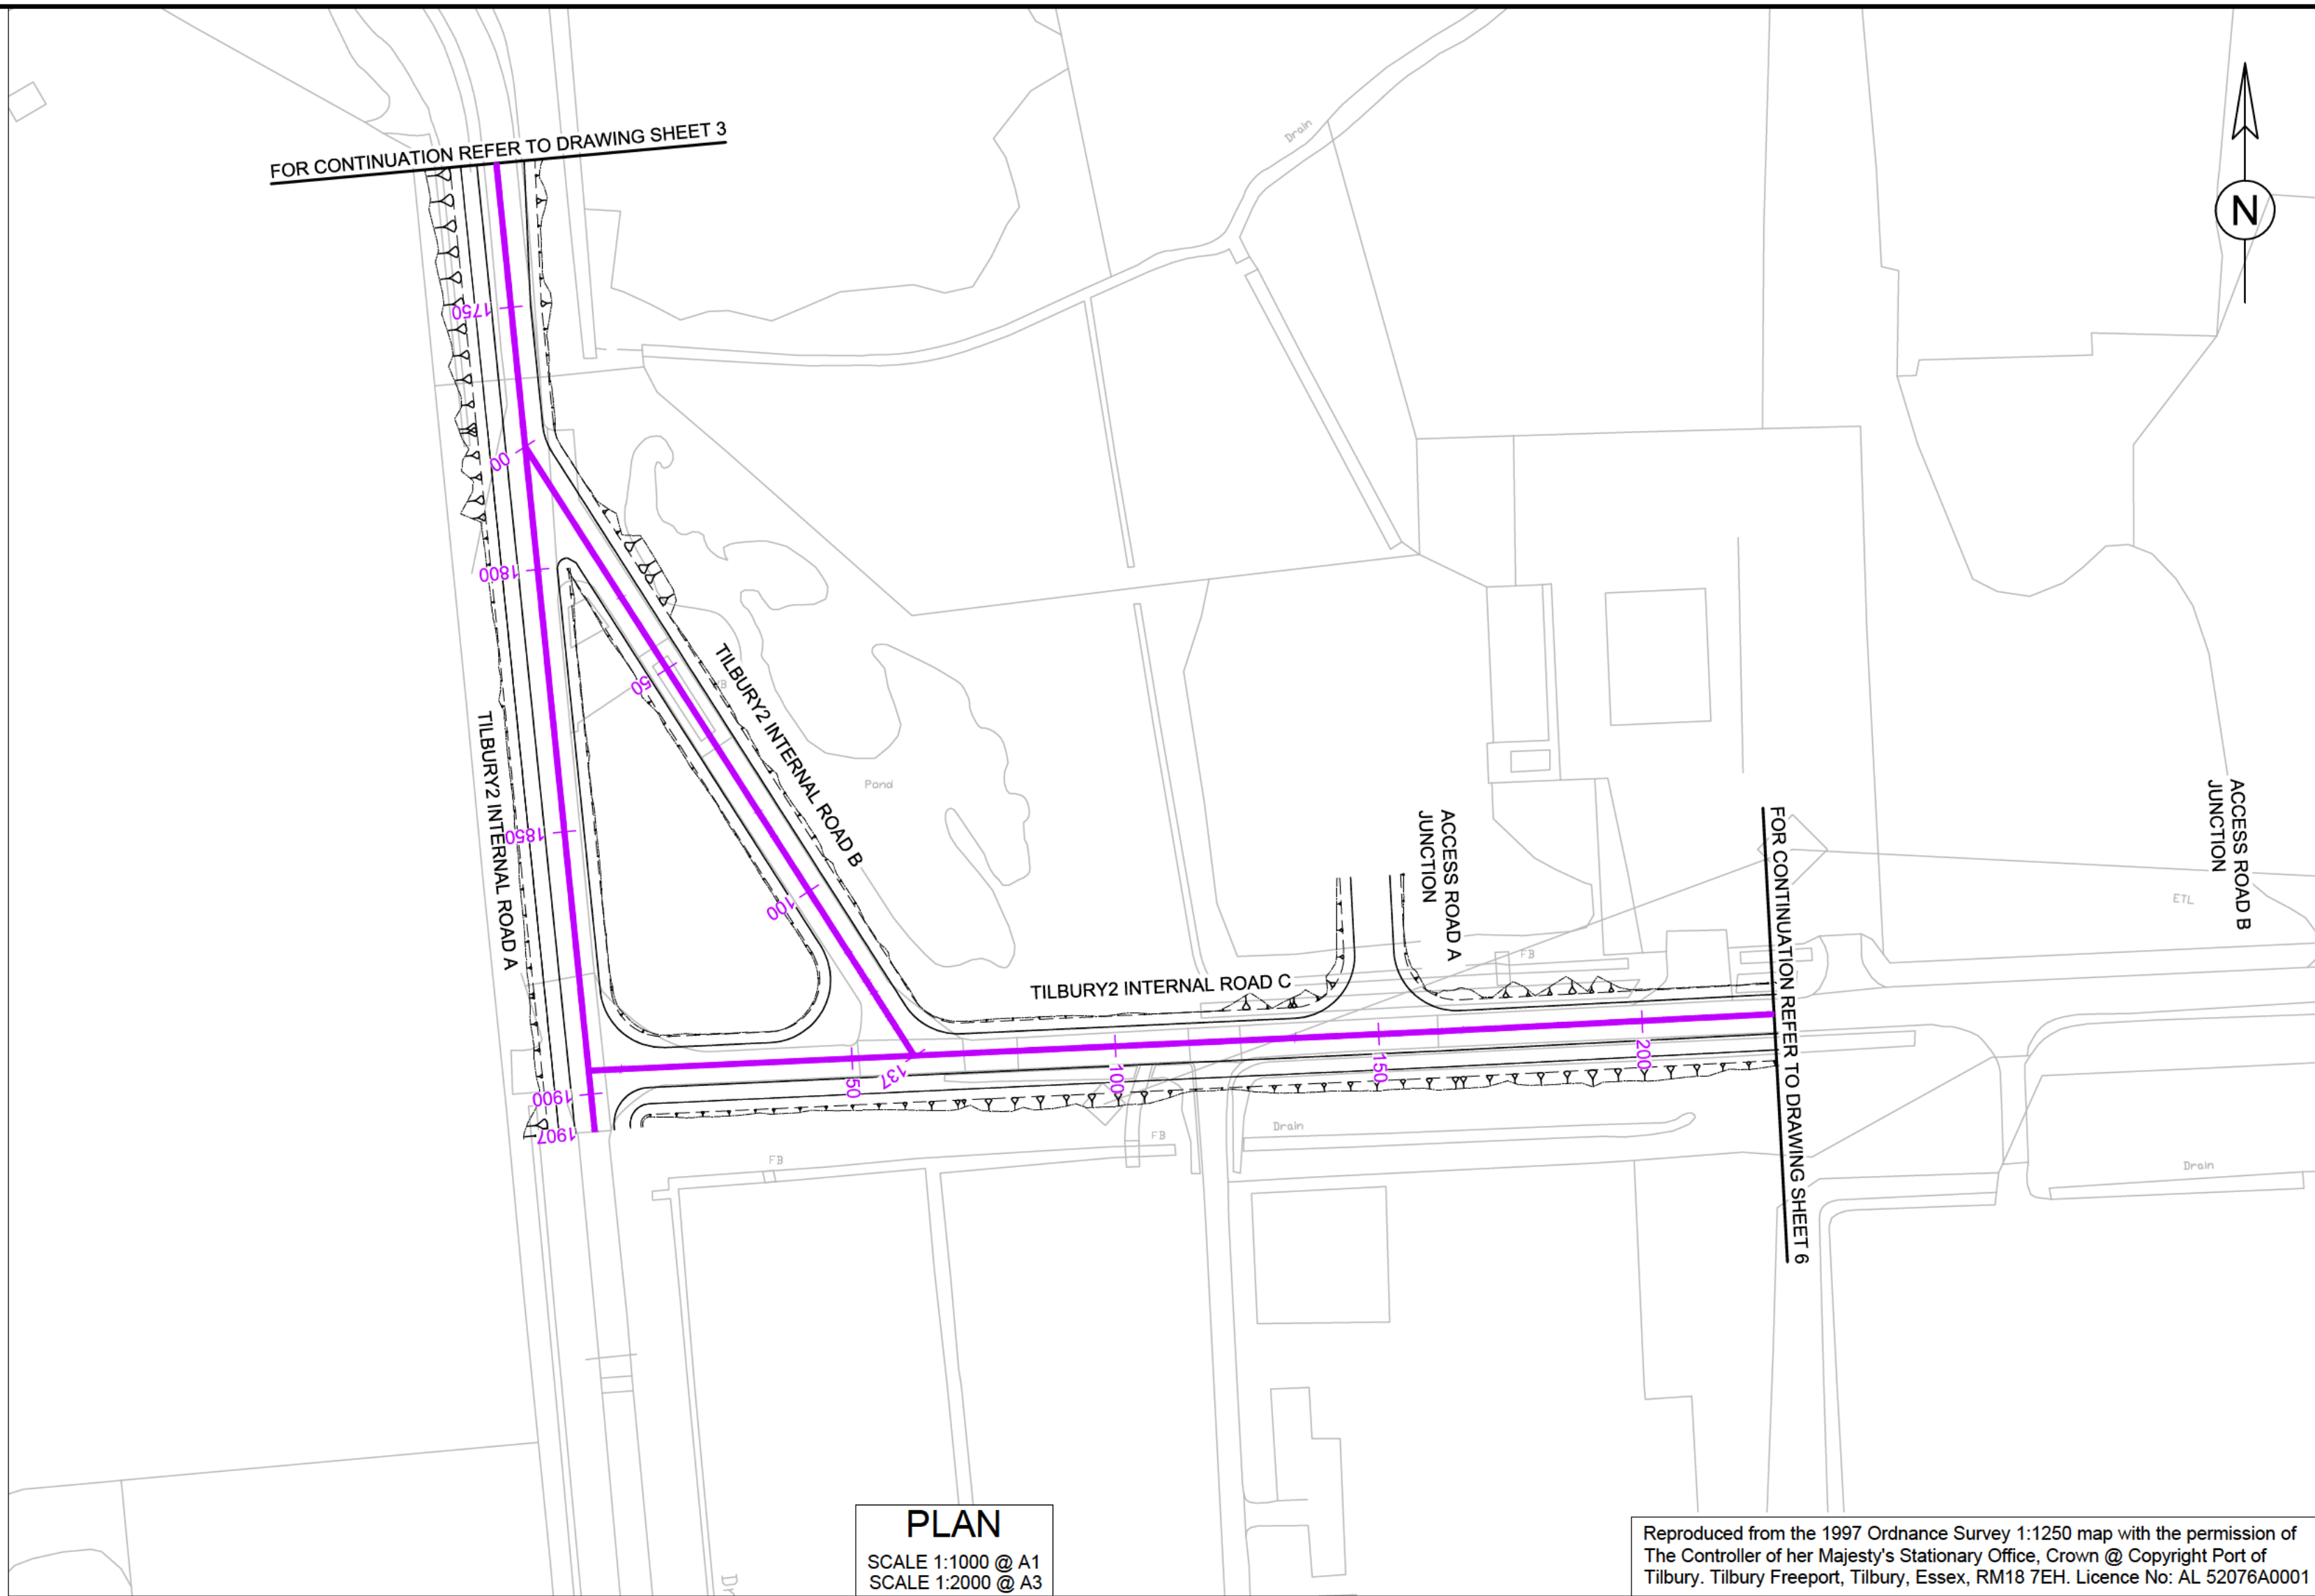 FOR CONTINUATION REFER TO DRAWING SHEET 3
Drain
N
1750
00
1800
50
TILBURY2 INTERNAL ROAD B
TILBURY2 INTERNAL ROAD A
Pond
1850
100
ACCESS ROAD A
JUNCTION
FOR CONTINUATION REFER TO DRAWING SHEET 6
ACCESS ROAD B
JUNCTION
ETL
FB
TILBURY2 INTERNAL ROAD C
50
137
100
150
200
1900
1907
FB
Drain
FB
Drain
PLAN
SCALE 1:1000 @ A1
SCALE 1:2000 @ A3
Reproduced from the 1997 Ordnance Survey 1:1250 map with the permission of
The Controller of her Majesty's Stationary Office, Crown @ Copyright Port of
Tilbury. Tilbury Freeport, Tilbury, Essex, RM18 7EH. Licence No: AL 52076A0001